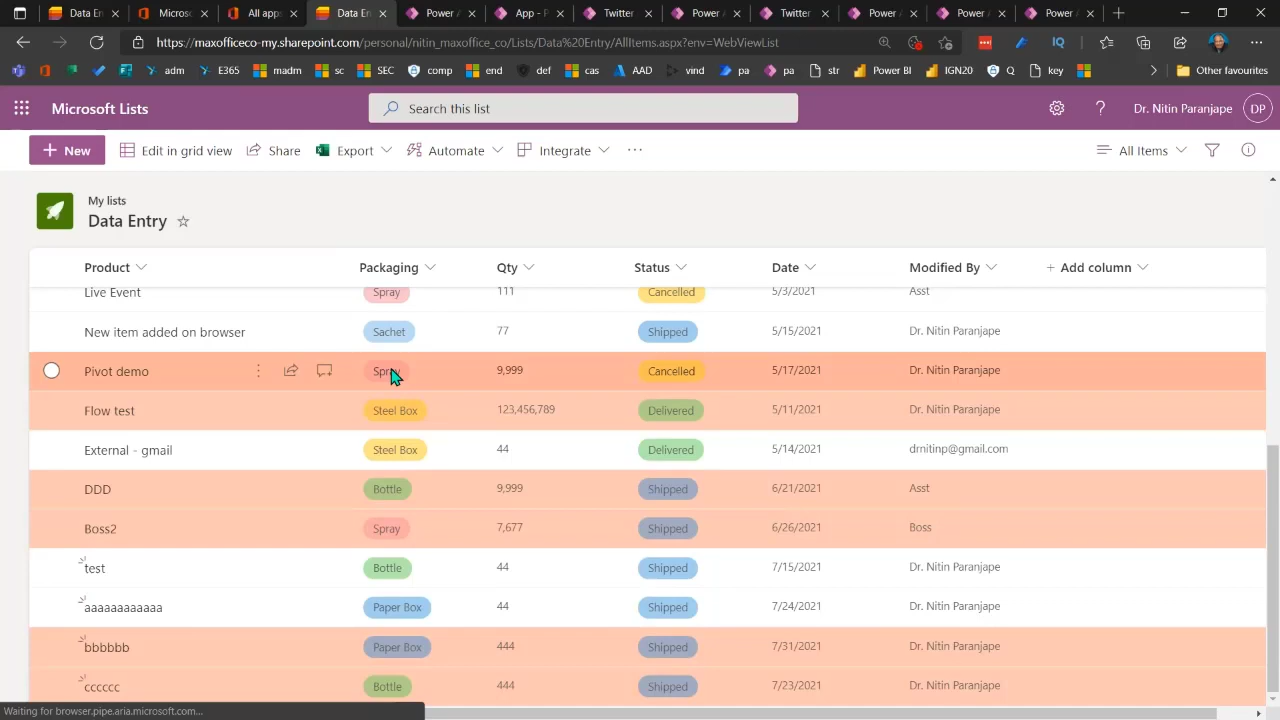 Data En
Microso
All apps
Data En
Power A
App - P
Twitter
Power A
Twitter
Power A
Power A
Power A
https://maxofficeco-my.sharepoint.com/personal/nitin_maxoffice_co/Lists/Data%20Entry/AllItems.aspx?env=WebViewList
IQ
adm E365 madm sc SEC comp end def cas AAD vind pa pa str Power BI IGN20 Q key Other favourites
Microsoft Lists Search this list ? Dr. Nitin Paranjape DP
+ New Edit in grid view Share Export Automate Integrate ··· All Items
My lists
Data Entry
Product Packaging Qty Status Date Modified By + Add column
Live Event Spray 111 Cancelled 5/3/2021 Asst
New item added on browser Sachet 77 Shipped 5/15/2021 Dr. Nitin Paranjape
Pivot demo Spray 9,999 Cancelled 5/17/2021 Dr. Nitin Paranjape
Flow test Steel Box 123,456,789 Delivered 5/11/2021 Dr. Nitin Paranjape
External - gmail Steel Box 44 Delivered 5/14/2021 drnitinp@gmail.com
DDD Bottle 9,999 Shipped 6/21/2021 Asst
Boss2 Spray 7,677 Shipped 6/26/2021 Boss
test Bottle 44 Shipped 7/15/2021 Dr. Nitin Paranjape
aaaaaaaaaaaa Paper Box 44 Shipped 7/24/2021 Dr. Nitin Paranjape
bbbbbb Paper Box 444 Shipped 7/31/2021 Dr. Nitin Paranjape
cccccc Bottle 444 Shipped 7/23/2021 Dr. Nitin Paranjape
Waiting for browser.pipe.aria.microsoft.com...